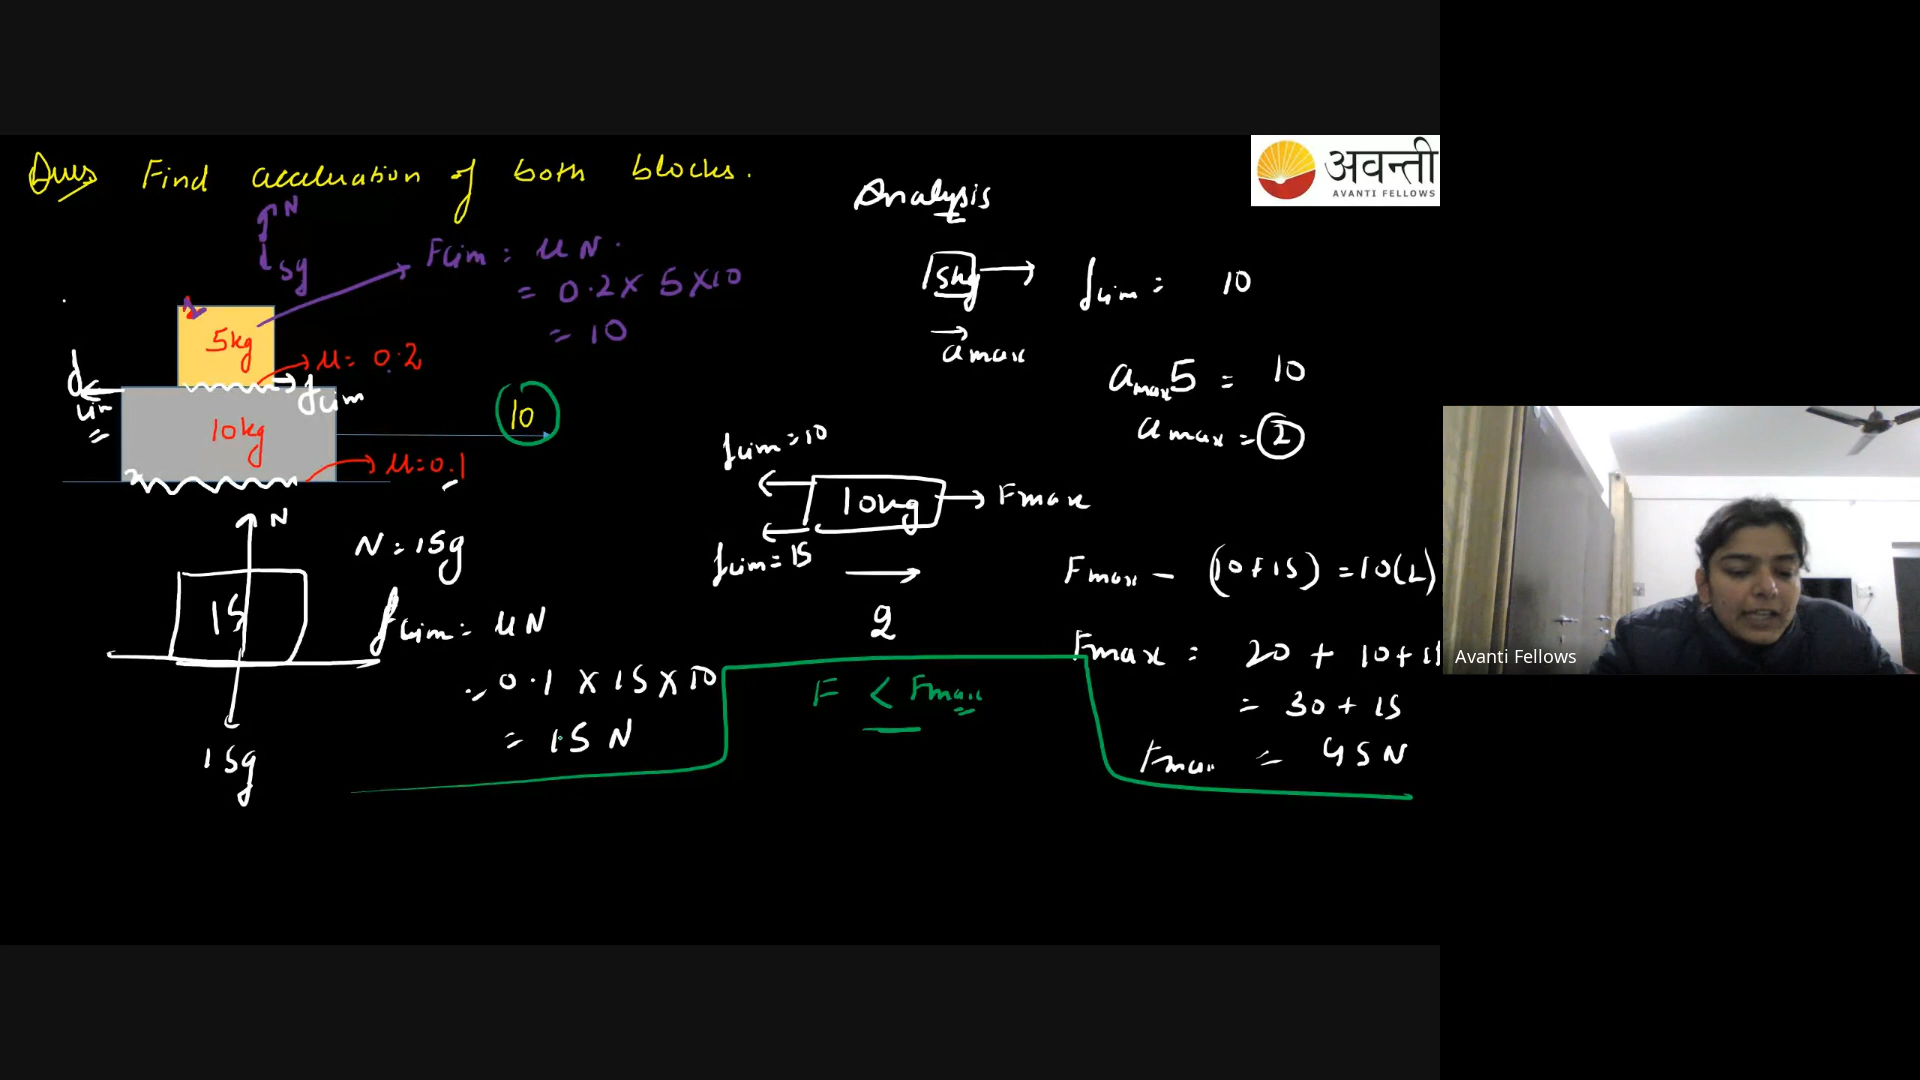 Ques Find acceleration of both blocks.
N
5g
Flim = μN.
= 0.2 x 5 x 10
= 10
5kg
μ = 0.2
flim
lim
10kg
10
μ=0.1
N
N = 15g
15
flim = μN
= 0.1 x 15 x 10
= 15 N
15g
Analysis
5kg
flim = 10
amax
amax 5 = 10
amax = 2
flim = 10
10kg
Fmax
flim = 15
2
Fmax - (10+15) = 10(2)
Fmax = 20 + 10+1
= 30 + 15
Fmax = 45N
F < Fmax
अवन्ती
AVANTI FELLOWS
Avanti Fellows